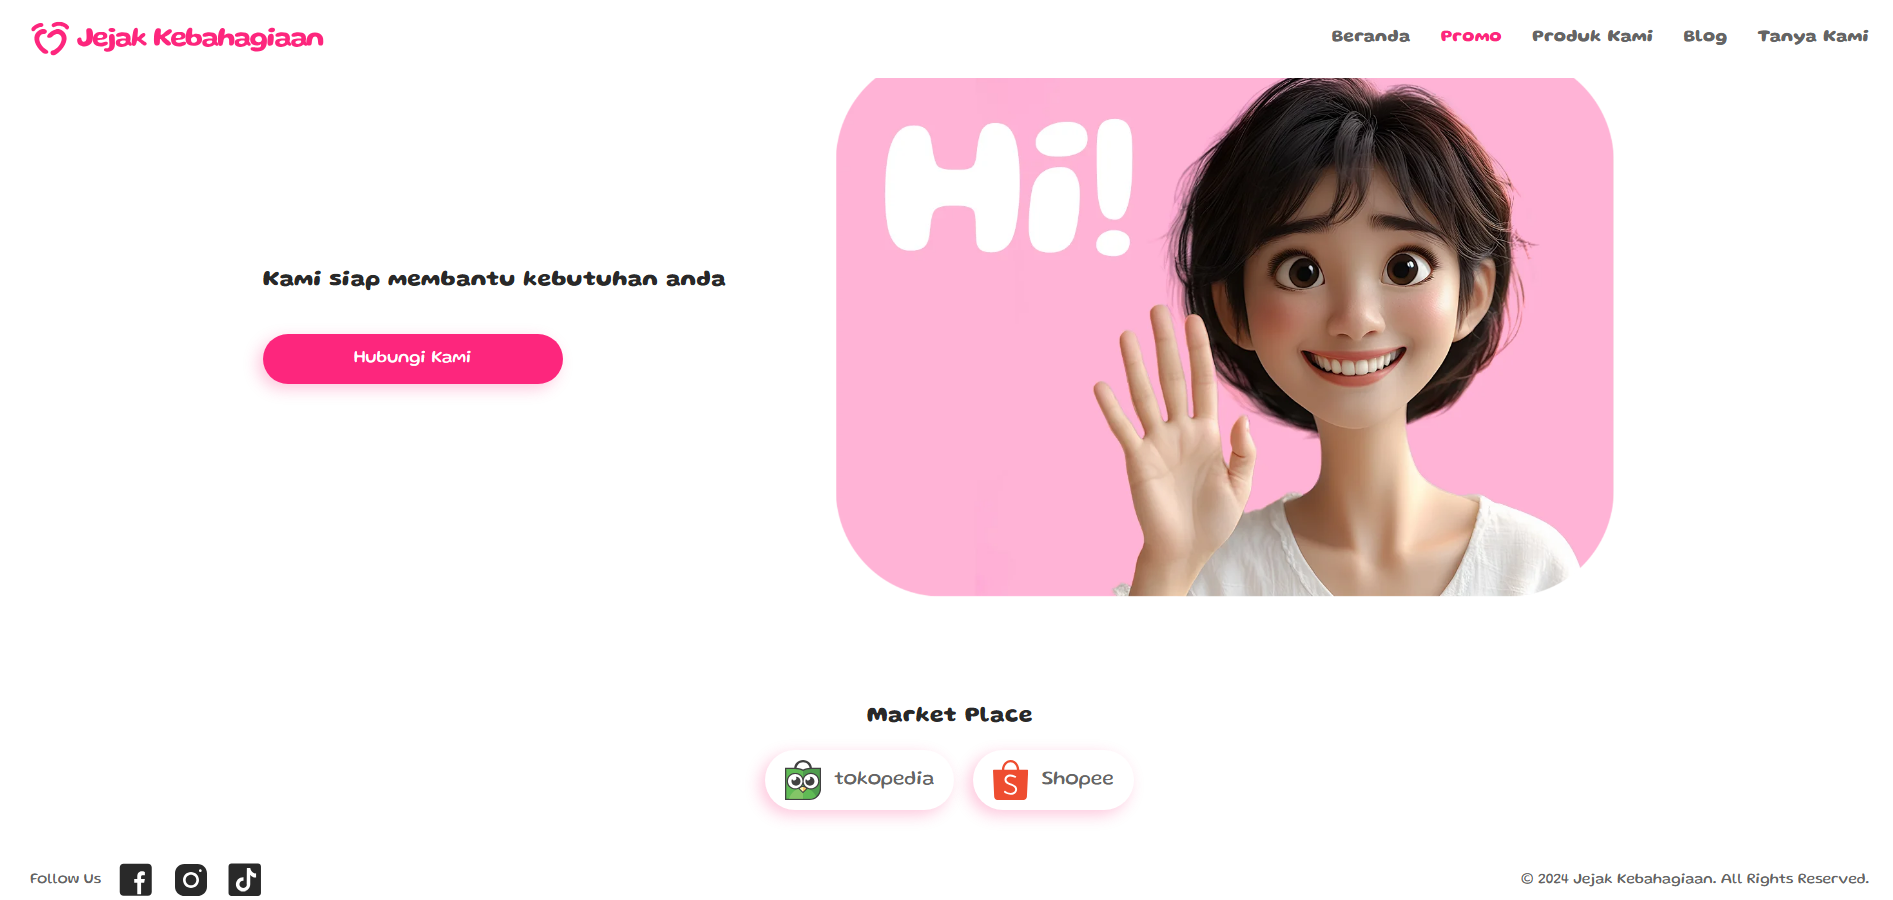 Jejak Kebahagiaan
Beranda Promo Produk Kami Blog Tanya Kami
Hi!
Kami siap membantu kebutuhan anda
Hubungi Kami
Market Place
tokopedia Shopee
Follow Us
© 2024 Jejak Kebahagiaan. All Rights Reserved.